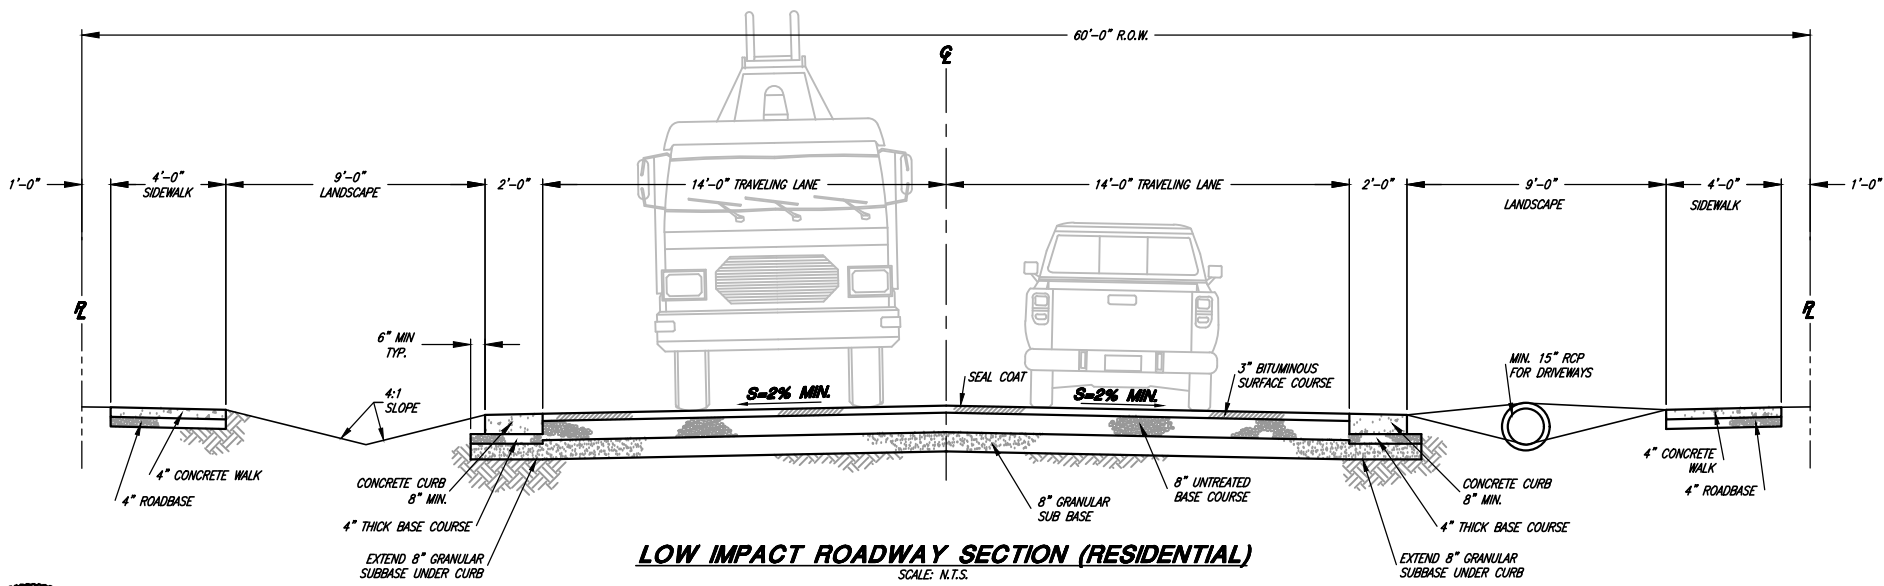 60'-0" R.O.W.
CL
1'-0"
4'-0"
SIDEWALK
9'-0"
LANDSCAPE
2'-0"
14'-0" TRAVELING LANE
14'-0" TRAVELING LANE
2'-0"
9'-0"
LANDSCAPE
4'-0"
SIDEWALK
1'-0"
PL
PL
6" MIN
TYP.
4:1
SLOPE
S=2% MIN.
SEAL COAT
S=2% MIN.
3" BITUMINOUS
SURFACE COURSE
MIN. 15" RCP
FOR DRIVEWAYS
4" CONCRETE WALK
4" ROADBASE
CONCRETE CURB
8" MIN.
4" THICK BASE COURSE
EXTEND 8" GRANULAR
SUBBASE UNDER CURB
8" GRANULAR
SUB BASE
8" UNTREATED
BASE COURSE
CONCRETE CURB
8" MIN.
4" THICK BASE COURSE
EXTEND 8" GRANULAR
SUBBASE UNDER CURB
4" CONCRETE
WALK
4" ROADBASE
LOW IMPACT ROADWAY SECTION (RESIDENTIAL)
SCALE: N.T.S.